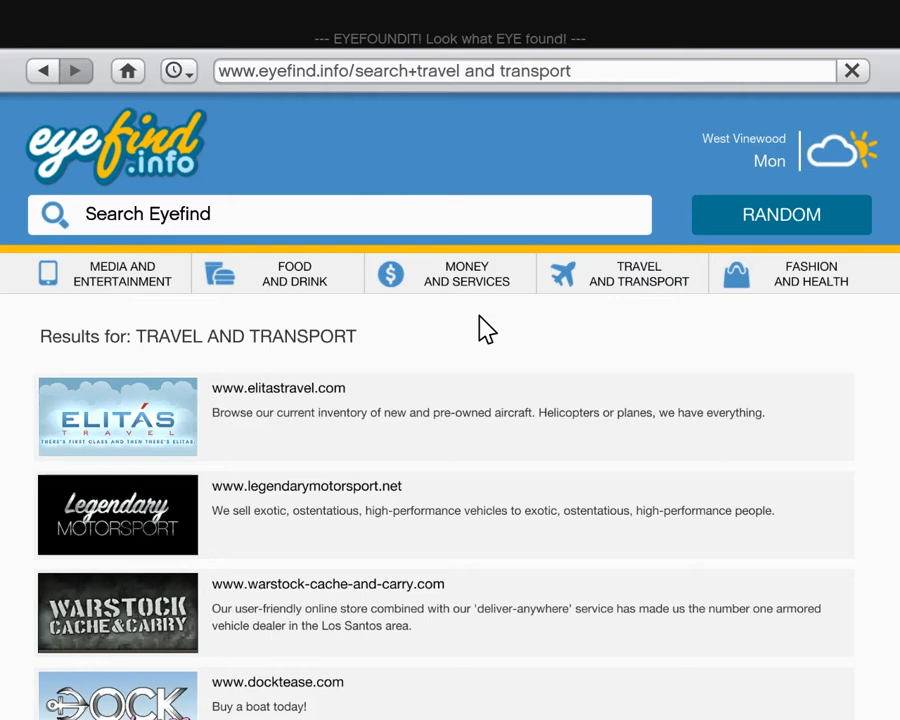 --- EYEFOUNDIT! Look what EYE found! ---
www.eyefind.info/search+travel and transport
eyefind
.info
West Vinewood
Mon
Search Eyefind
RANDOM
MEDIA AND
ENTERTAINMENT
FOOD
AND DRINK
MONEY
AND SERVICES
TRAVEL
AND TRANSPORT
FASHION
AND HEALTH
Results for: TRAVEL AND TRANSPORT
ELITÁS
TRAVEL
THERE'S FIRST CLASS AND THEN THERE'S ELITAS
www.elitastravel.com
Browse our current inventory of new and pre-owned aircraft. Helicopters or planes, we have everything.
Legendary
MOTORSPORT
www.legendarymotorsport.net
We sell exotic, ostentatious, high-performance vehicles to exotic, ostentatious, high-performance people.
WARSTOCK
CACHE&CARRY
www.warstock-cache-and-carry.com
Our user-friendly online store combined with our 'deliver-anywhere' service has made us the number one armored
vehicle dealer in the Los Santos area.
DOCK
www.docktease.com
Buy a boat today!